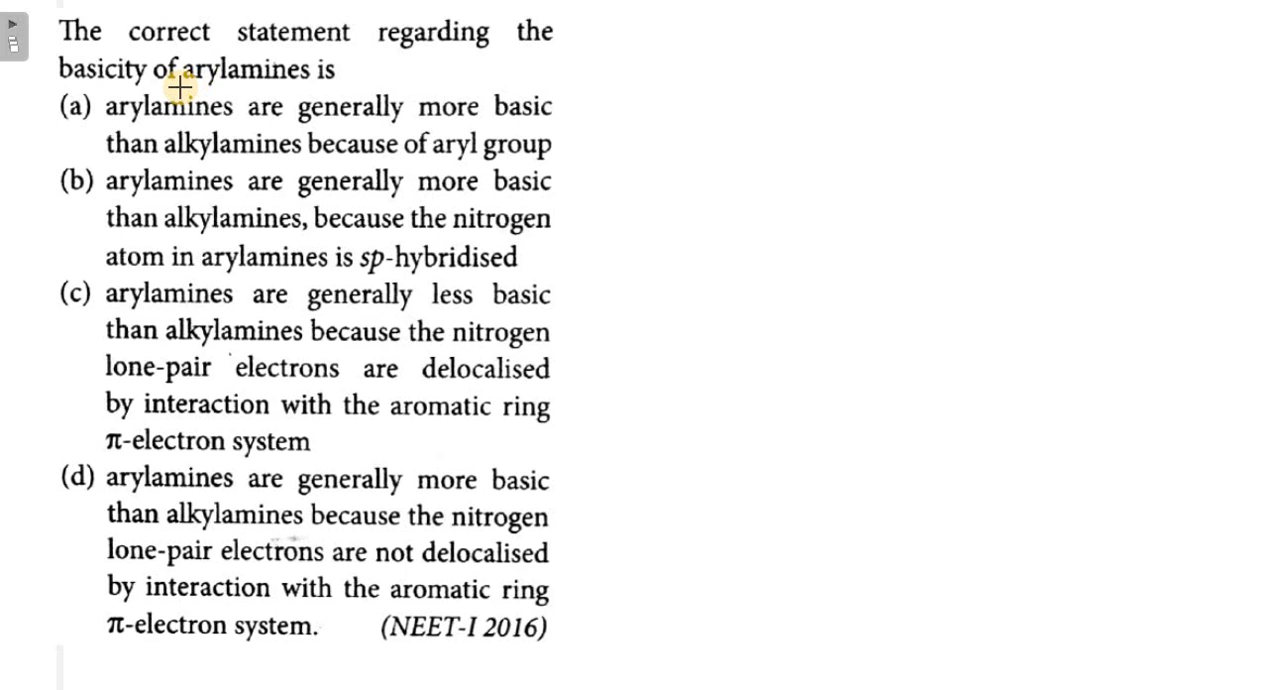 The correct statement regarding the
basicity of arylamines is
(a) arylamines are generally more basic
than alkylamines because of aryl group
(b) arylamines are generally more basic
than alkylamines, because the nitrogen
atom in arylamines is sp-hybridised
(c) arylamines are generally less basic
than alkylamines because the nitrogen
lone-pair electrons are delocalised
by interaction with the aromatic ring
π-electron system
(d) arylamines are generally more basic
than alkylamines because the nitrogen
lone-pair electrons are not delocalised
by interaction with the aromatic ring
π-electron system. (NEET-I 2016)